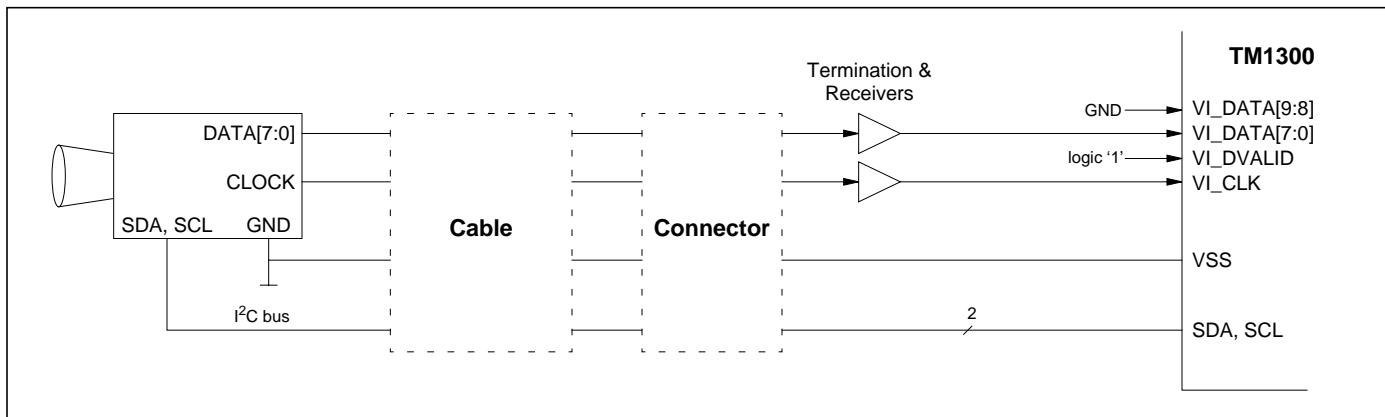 TM1300
Termination &
Receivers
GND
VI_DATA[9:8]
DATA[7:0]
VI_DATA[7:0]
logic ‘1’
VI_DVALID
CLOCK
VI_CLK
SDA, SCL
GND
Cable
Connector
VSS
I2C bus
2
SDA, SCL